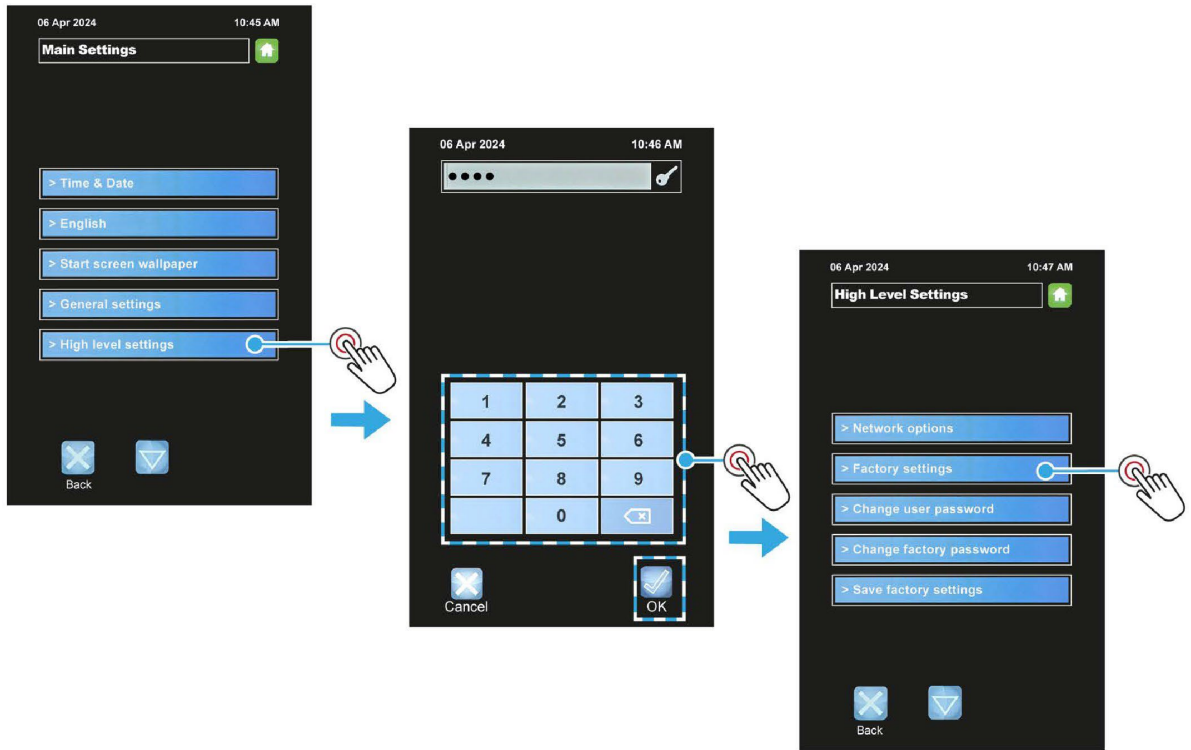 06 Apr 2024 10:45 AM
Main Settings
> Time & Date
> English
> Start screen wallpaper
> General settings
> High level settings
Back
06 Apr 2024 10:46 AM
1 2 3
4 5 6
7 8 9
0
Cancel OK
06 Apr 2024 10:47 AM
High Level Settings
> Network options
> Factory settings
> Change user password
> Change factory password
> Save factory settings
Back